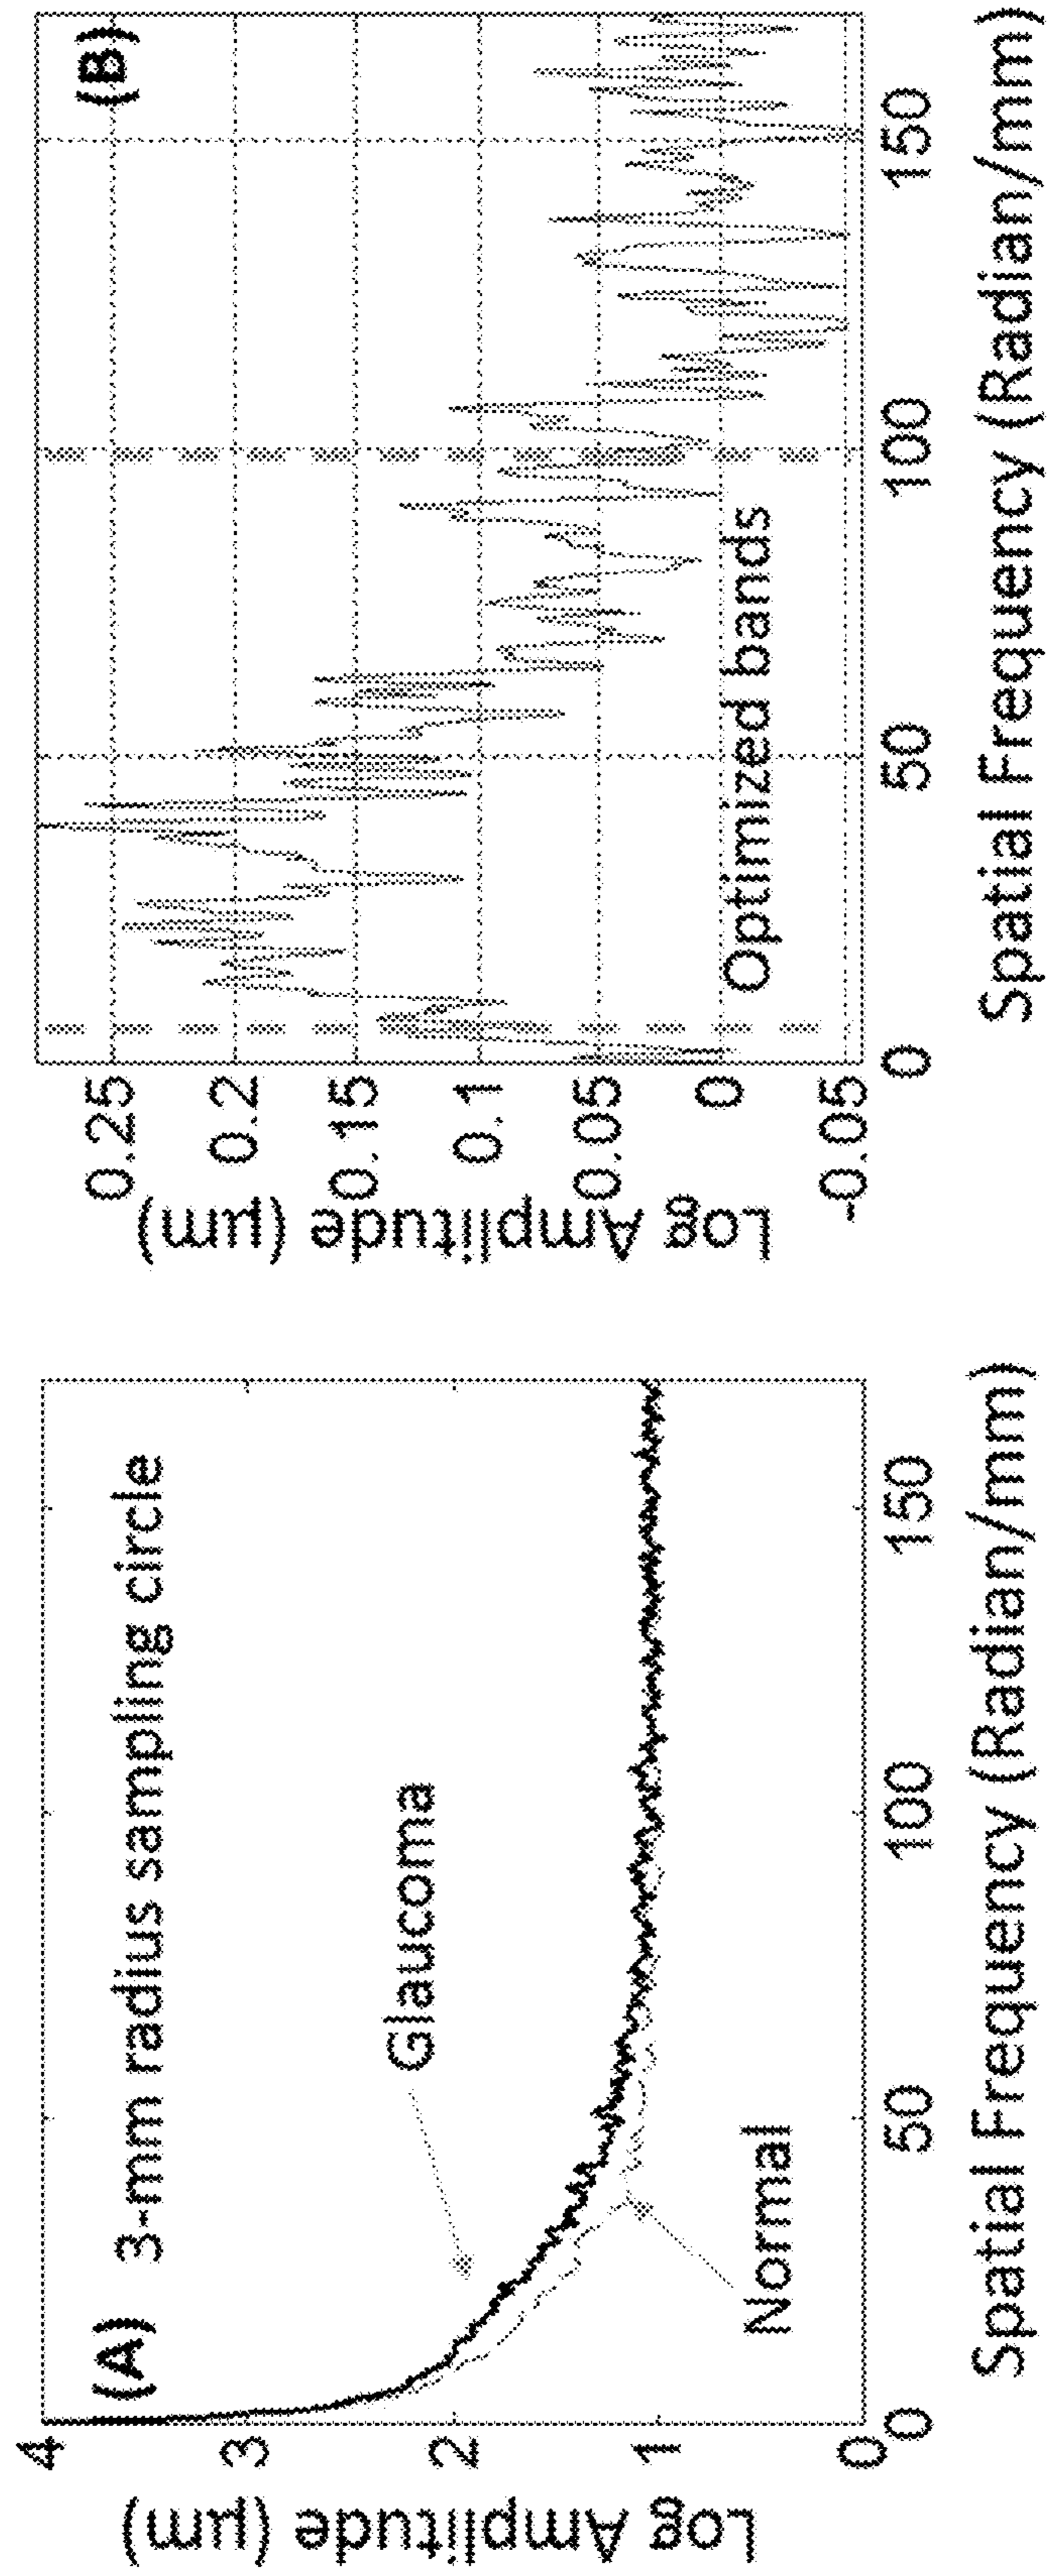 (A) 3-mm radius sampling circle
Glaucoma
Normal
4
3
2
1
0
Log Amplitude (μm)
0 50 100 150
Spatial Frequency (Radian/mm)
(B)
Optimized bands
0.25
0.2
0.15
0.1
0.05
0
-0.05
Log Amplitude (μm)
0 50 100 150
Spatial Frequency (Radian/mm)